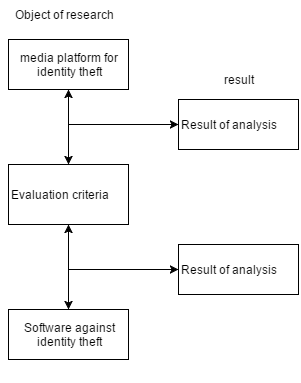 Object of research
media platform for
identity theft
result
Result of analysis
Evaluation criteria
Result of analysis
Software against
identity theft